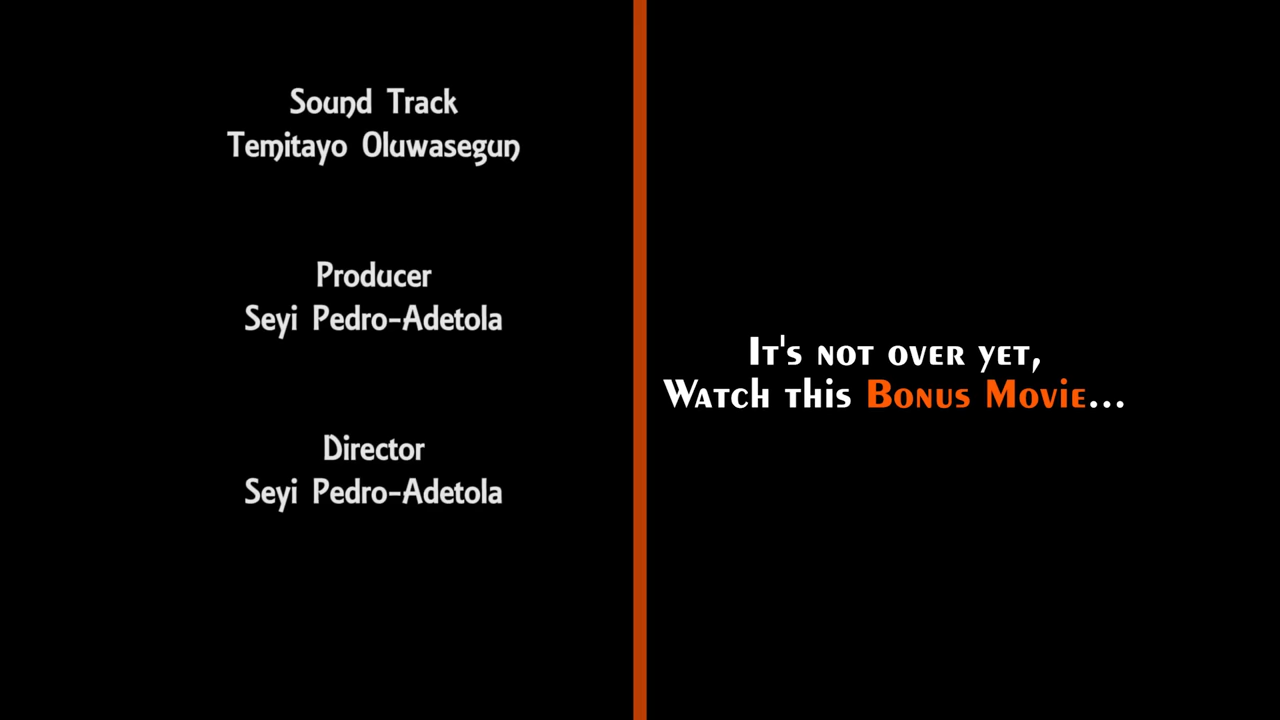 Sound Track
Temitayo Oluwasegun
Producer
Seyi Pedro-Adetola
Director
Seyi Pedro-Adetola
It's not over yet,
Watch this Bonus Movie...